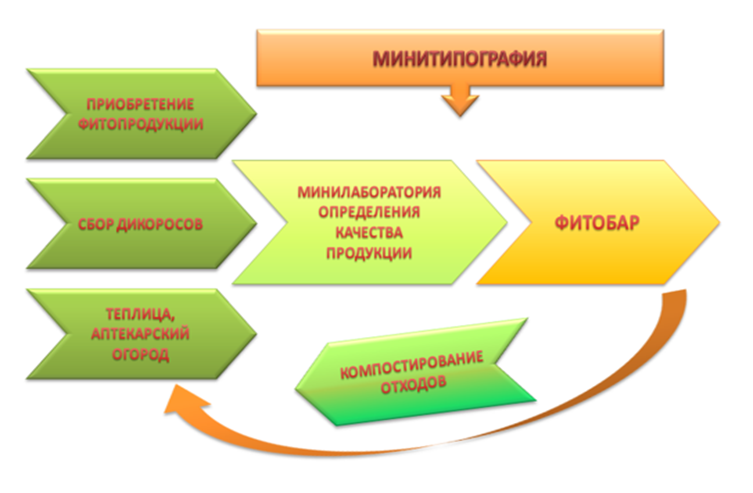 МИНИТИПОГРАФИЯ
ПРИОБРЕТЕНИЕ
ФИТОПРОДУКЦИИ
СБОР ДИКОРОСОВ
ТЕПЛИЦА,
АПТЕКАРСКИЙ
ОГОРОД
МИНИЛАБОРАТОРИЯ
ОПРЕДЕЛЕНИЯ
КАЧЕСТВА
ПРОДУКЦИИ
ФИТОБАР
КОМПОСТИРОВАНИЕ
ОТХОДОВ